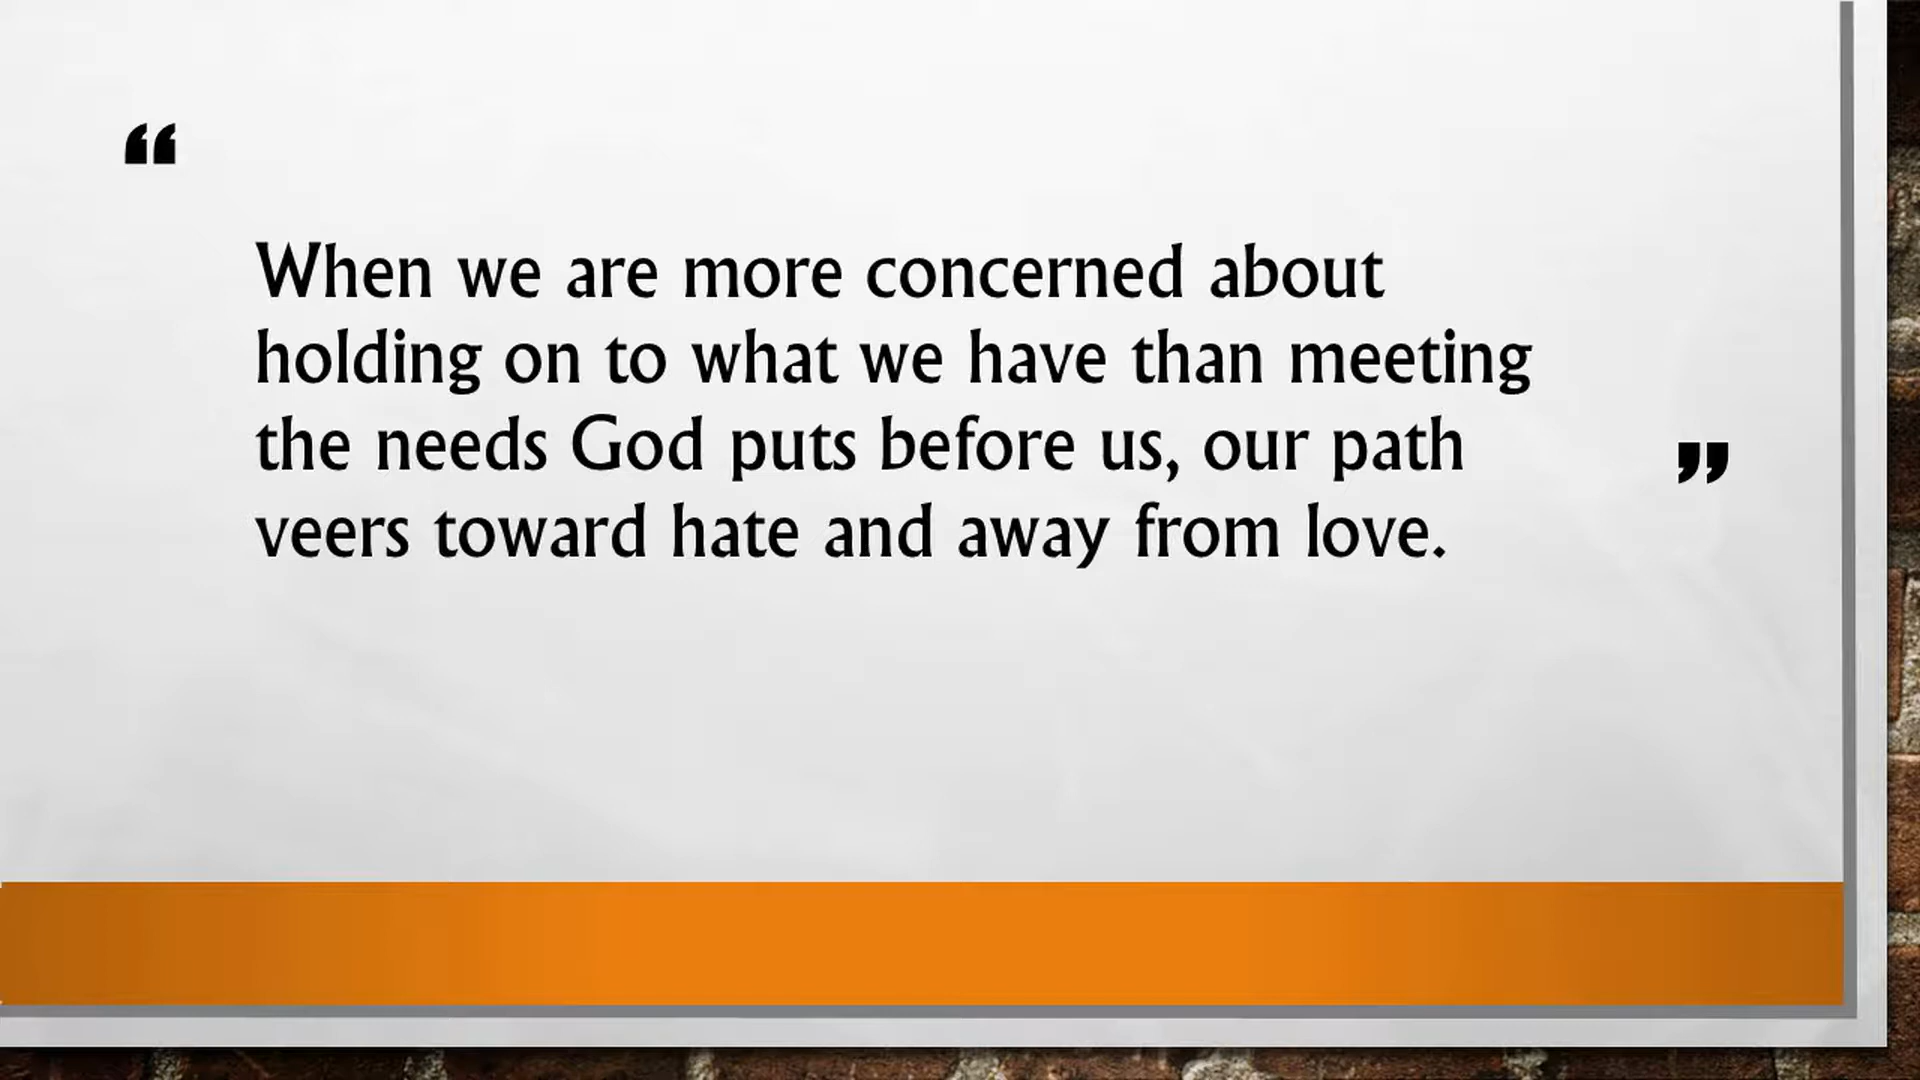 “
When we are more concerned about
holding on to what we have than meeting
the needs God puts before us, our path
veers toward hate and away from love.
”